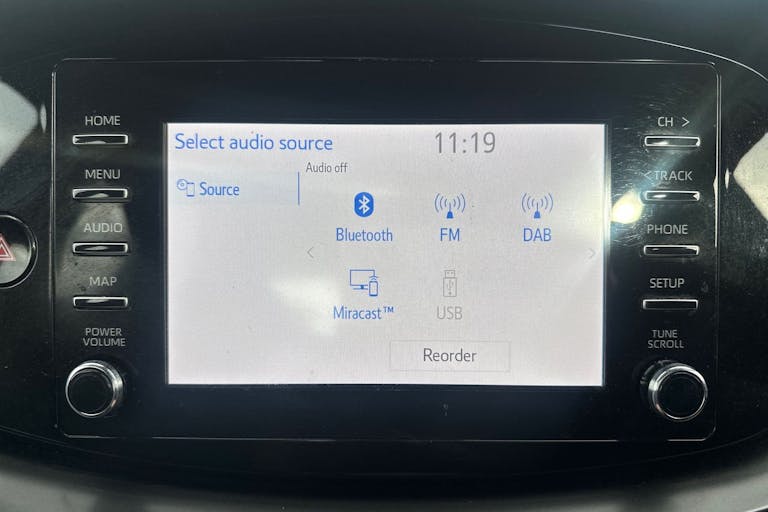 HOME
MENU
AUDIO
MAP
POWER
VOLUME
Select audio source
11:19
Audio off
Source
Bluetooth
FM
DAB
Miracast™
USB
Reorder
CH >
< TRACK
PHONE
SETUP
TUNE
SCROLL